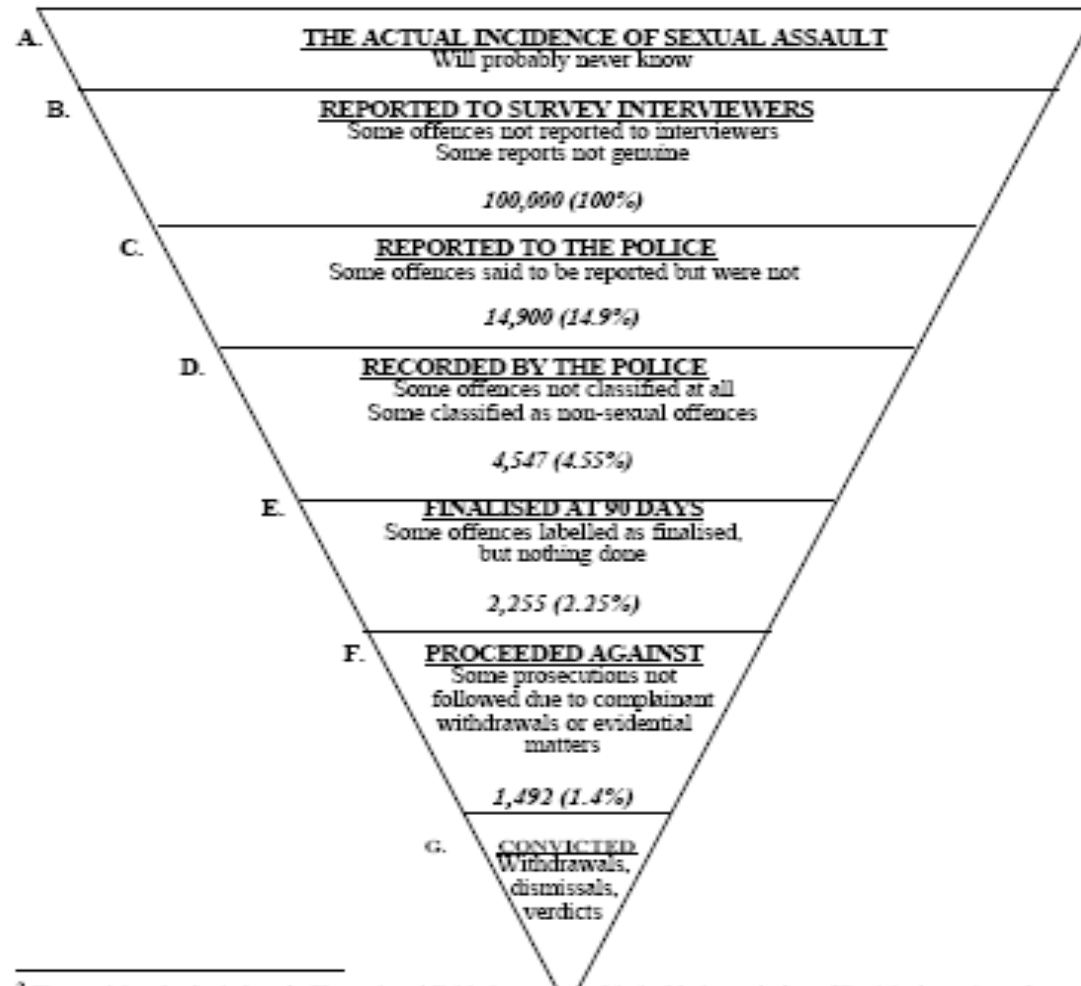 A. THE ACTUAL INCIDENCE OF SEXUAL ASSAULT
Will probably never know
B. REPORTED TO SURVEY INTERVIEWERS
Some offences not reported to interviewers
Some reports not genuine
100,000 (100%)
C. REPORTED TO THE POLICE
Some offences said to be reported but were not
14,900 (14.9%)
D. RECORDED BY THE POLICE
Some offences not classified at all
Some classified as non-sexual offences
4,547 (4.55%)
E. FINALISED AT 90 DAYS
Some offences labelled as finalised,
but nothing done
2,255 (2.25%)
F. PROCEEDED AGAINST
Some prosecutions not
followed due to complainant
withdrawals or evidential
matters
1,492 (1.4%)
G. CONVICTED
Withdrawals,
dismissals,
verdicts